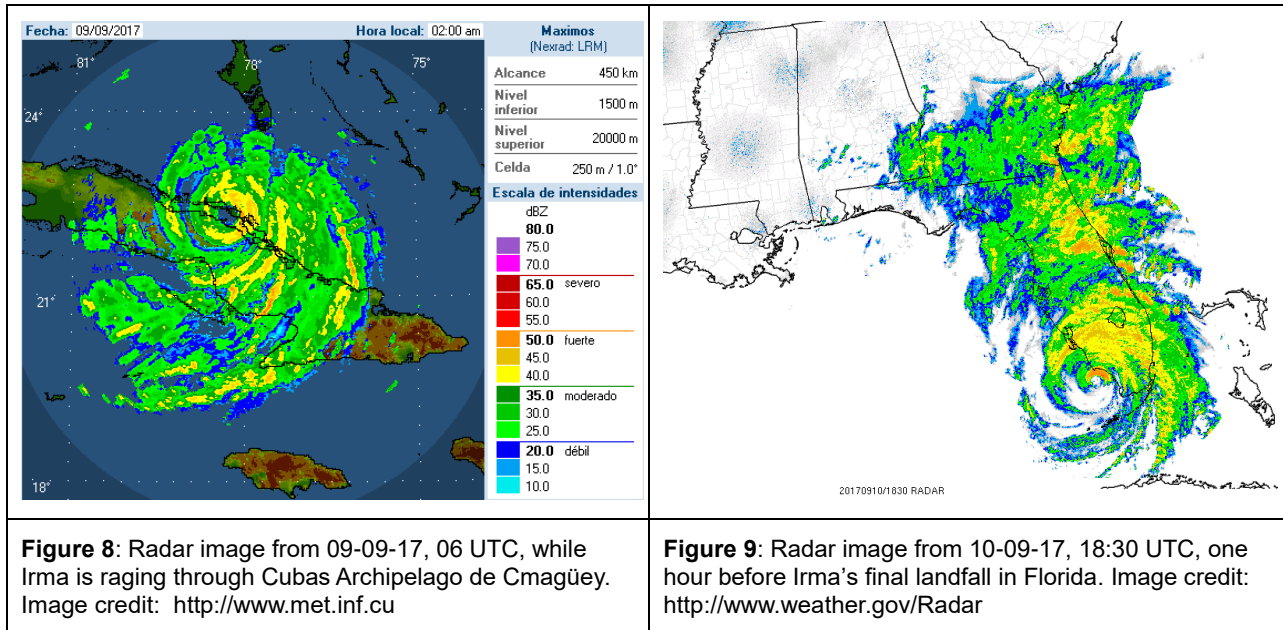 Fecha: 09/09/2017 Hora local: 02:00 am
81° 78° 75°
24°
21°
18°
Maximos
(Nexrad: LRM)
Alcance 450 km
Nivel inferior 1500 m
Nivel superior 20000 m
Celda 250 m / 1.0°
Escala de intensidades
dBZ
80.0
75.0
70.0
65.0 severo
60.0
55.0
50.0 fuerte
45.0
40.0
35.0 moderado
30.0
25.0
20.0 débil
15.0
10.0
20170910/1830 RADAR
Figure 8: Radar image from 09-09-17, 06 UTC, while
Irma is raging through Cubas Archipelago de Cmagüey.
Image credit: http://www.met.inf.cu
Figure 9: Radar image from 10-09-17, 18:30 UTC, one
hour before Irma’s final landfall in Florida. Image credit:
http://www.weather.gov/Radar